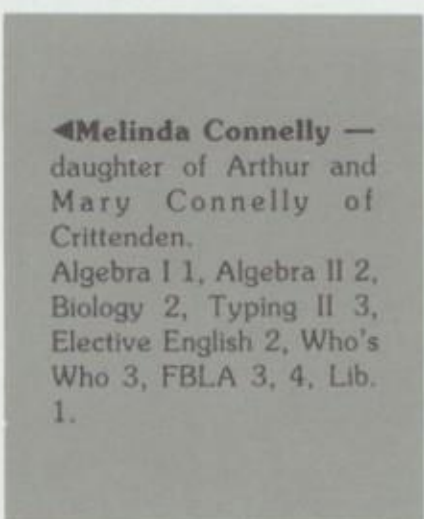 ◀Melinda Connelly —
daughter of Arthur and
Mary Connelly of
Crittenden.
Algebra I 1, Algebra II 2,
Biology 2, Typing II 3,
Elective English 2, Who's
Who 3, FBLA 3, 4, Lib.
1.